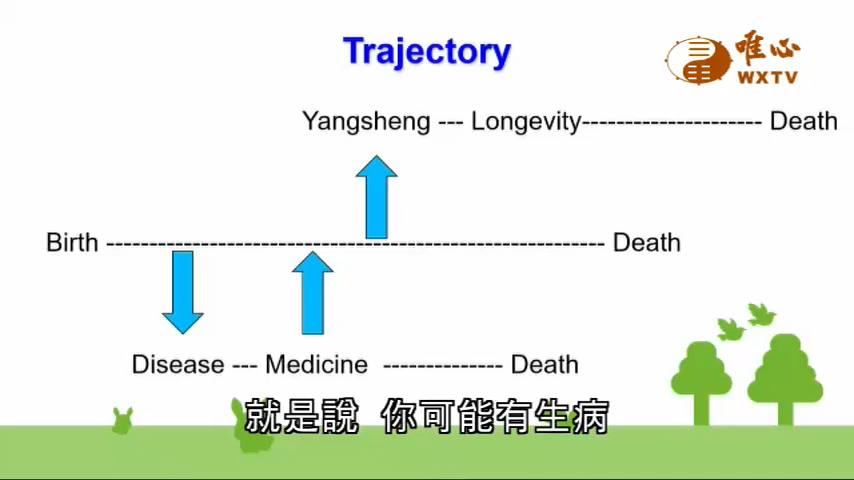 Trajectory
唯心
WXTV
Yangsheng --- Longevity--------------------- Death
Birth ---------------------------------------------------------- Death
Disease --- Medicine -------------- Death
就是說 你可能有生病